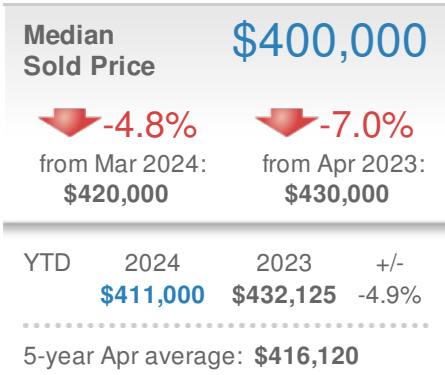 Median
Sold Price
$400,000
-4.8%
from Mar 2024:
$420,000
-7.0%
from Apr 2023:
$430,000
YTD 2024 2023 +/-
$411,000 $432,125 -4.9%
5-year Apr average: $416,120